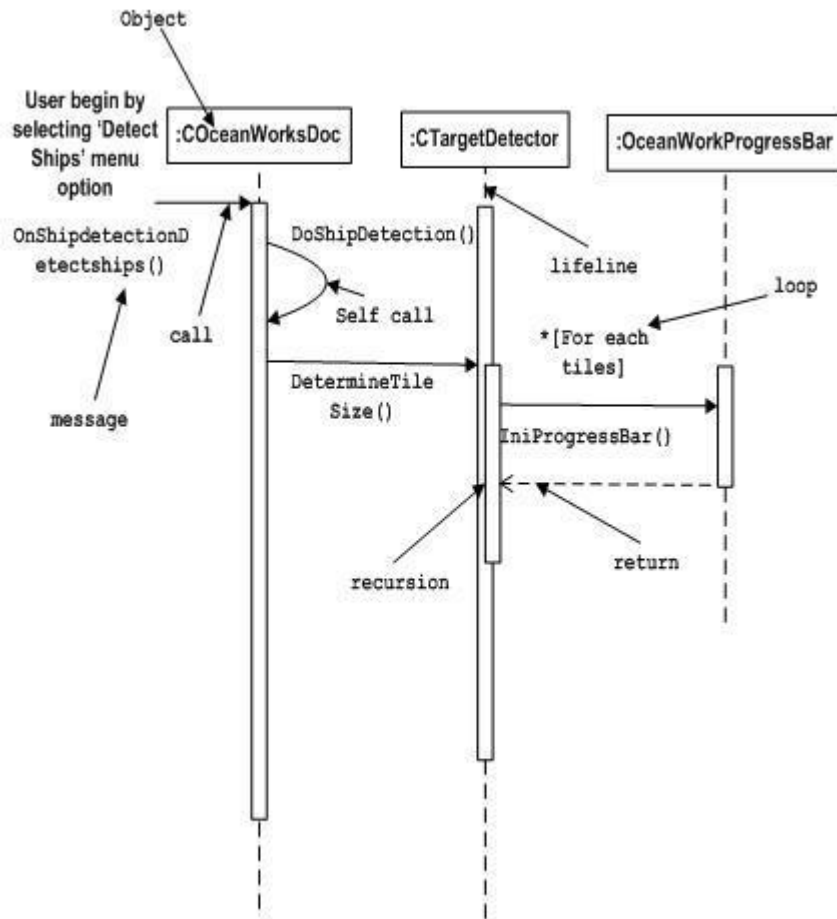 Object
User begin by
selecting 'Detect
Ships' menu
option
:COceanWorksDoc
:CTargetDetector
:OceanWorkProgressBar
OnShipdetectionD
etectships()
DoShipDetection()
lifeline
loop
call
Self call
*[For each
tiles]
message
DetermineTile
Size()
IniProgressBar()
recursion
return